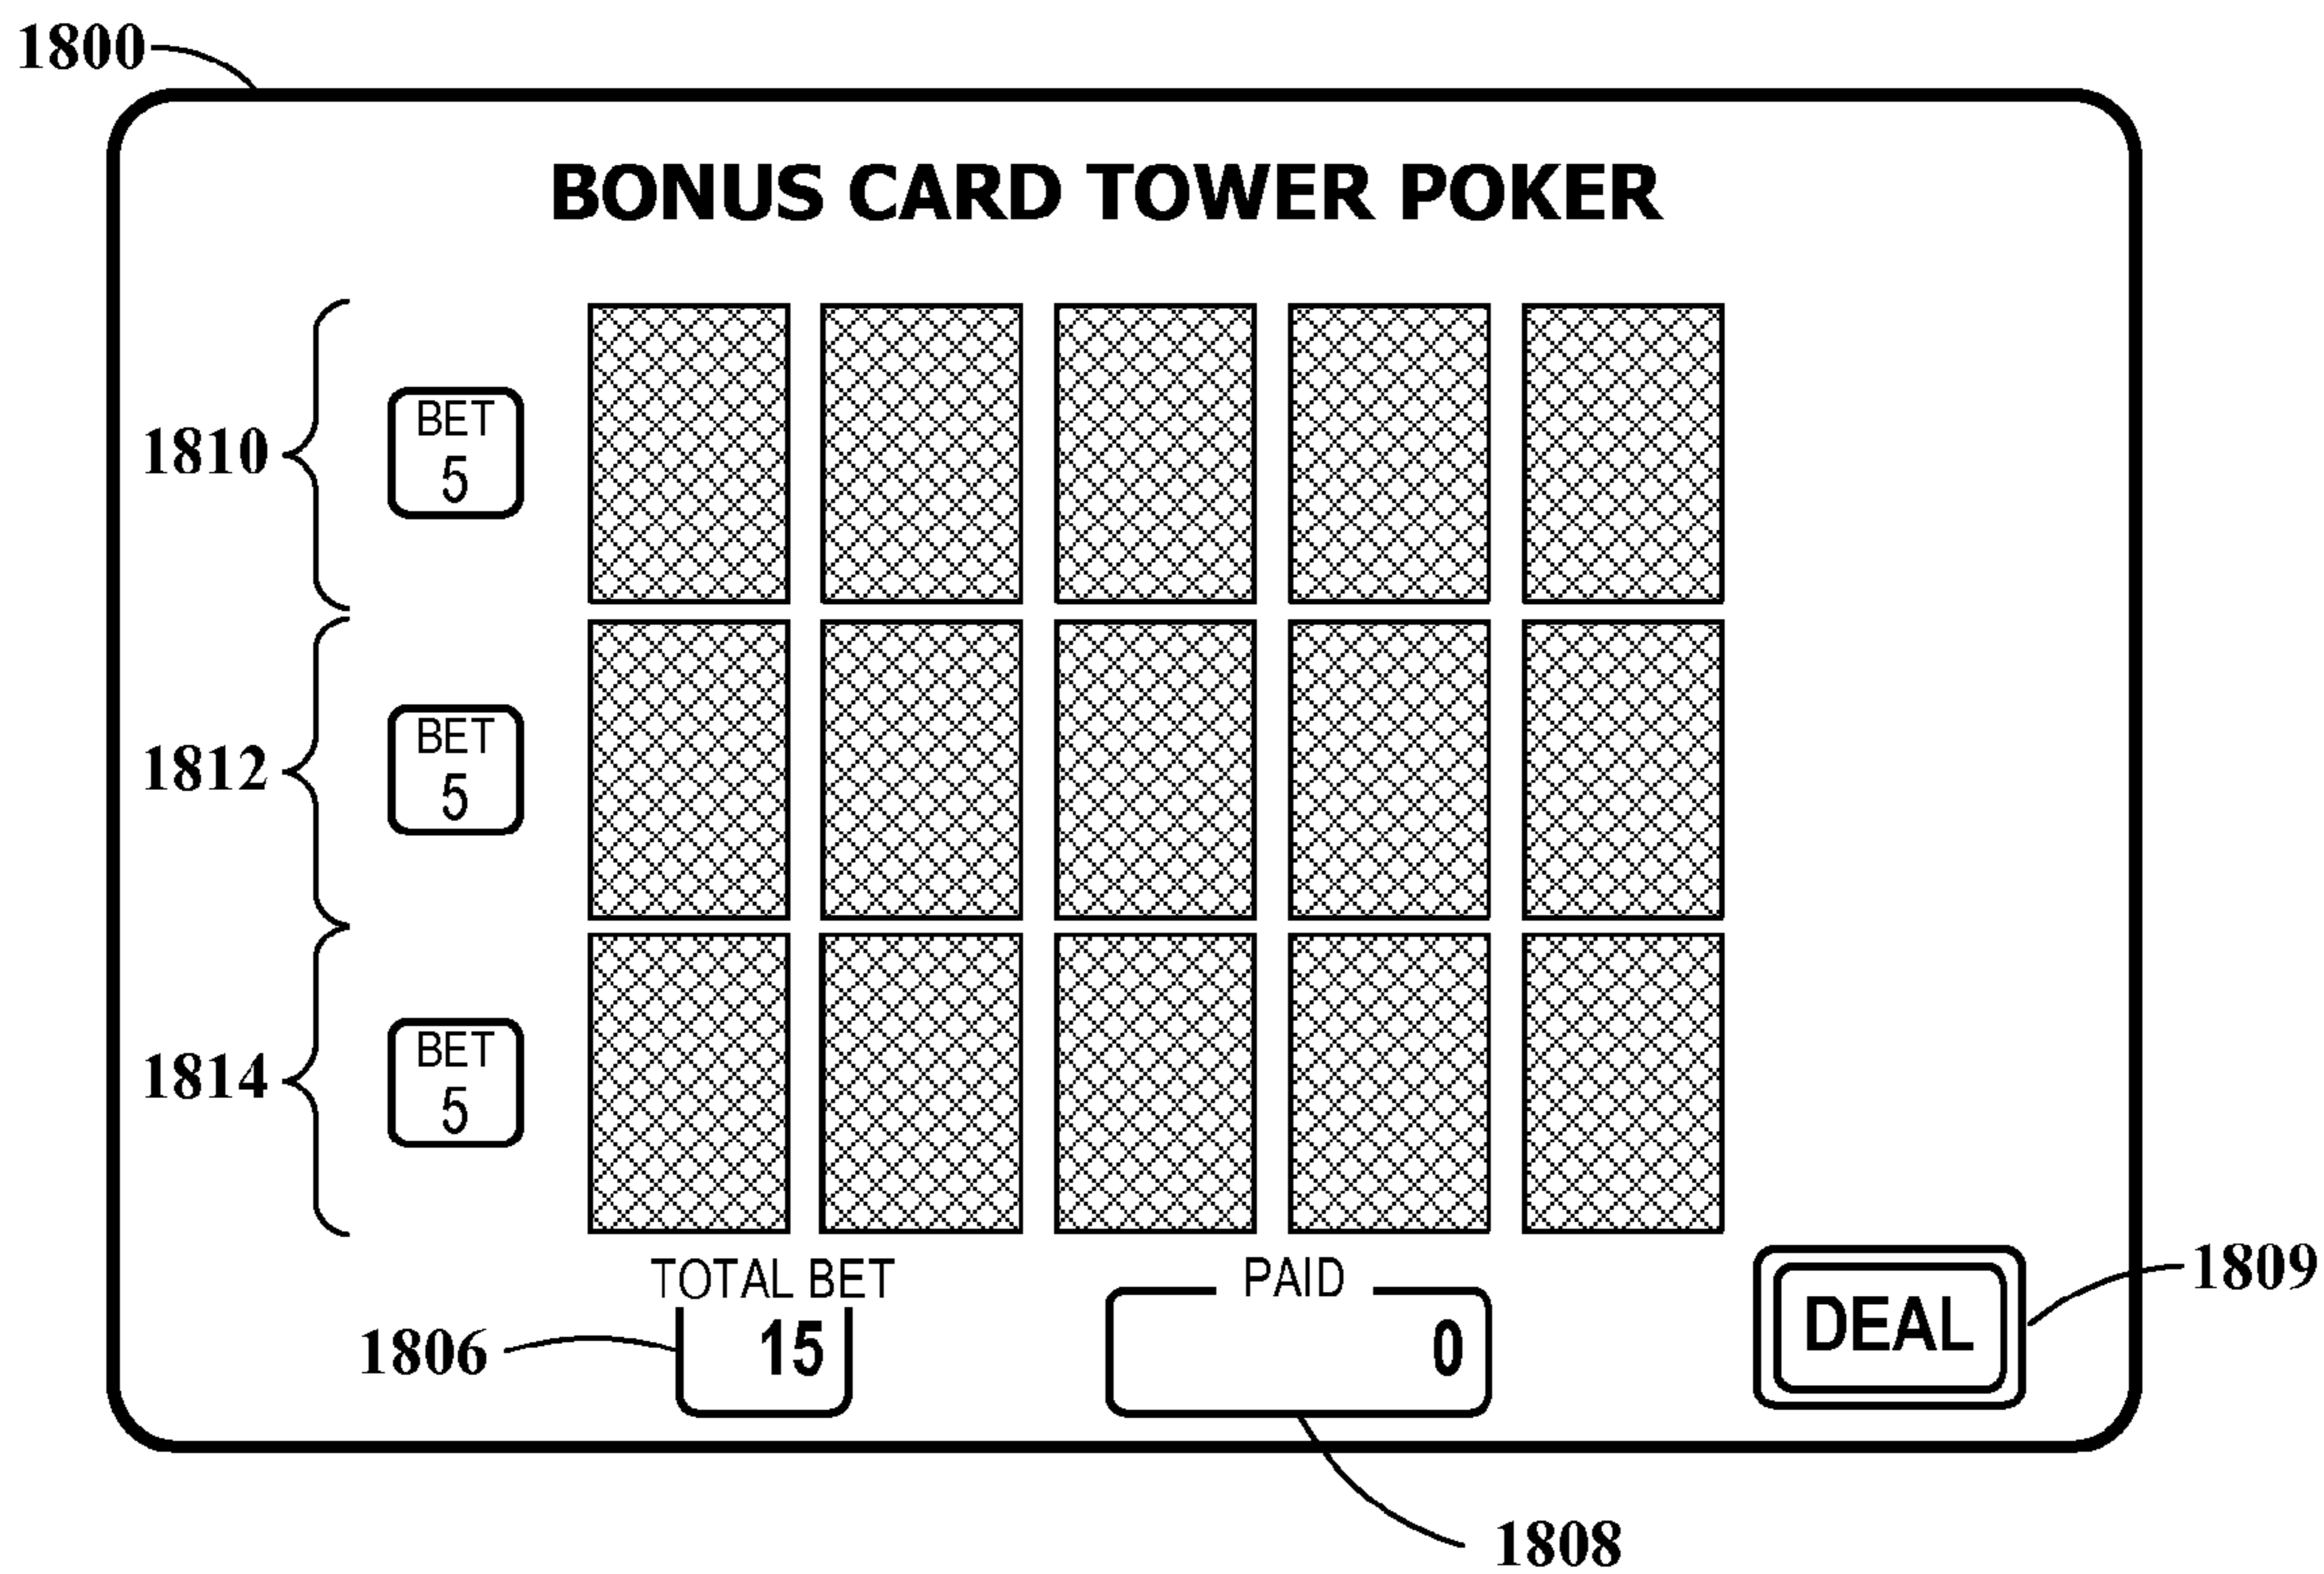 1800
BONUS CARD TOWER POKER
1810
BET
5
1812
BET
5
1814
BET
5
TOTAL BET
15
1806
PAID
0
1808
DEAL
1809